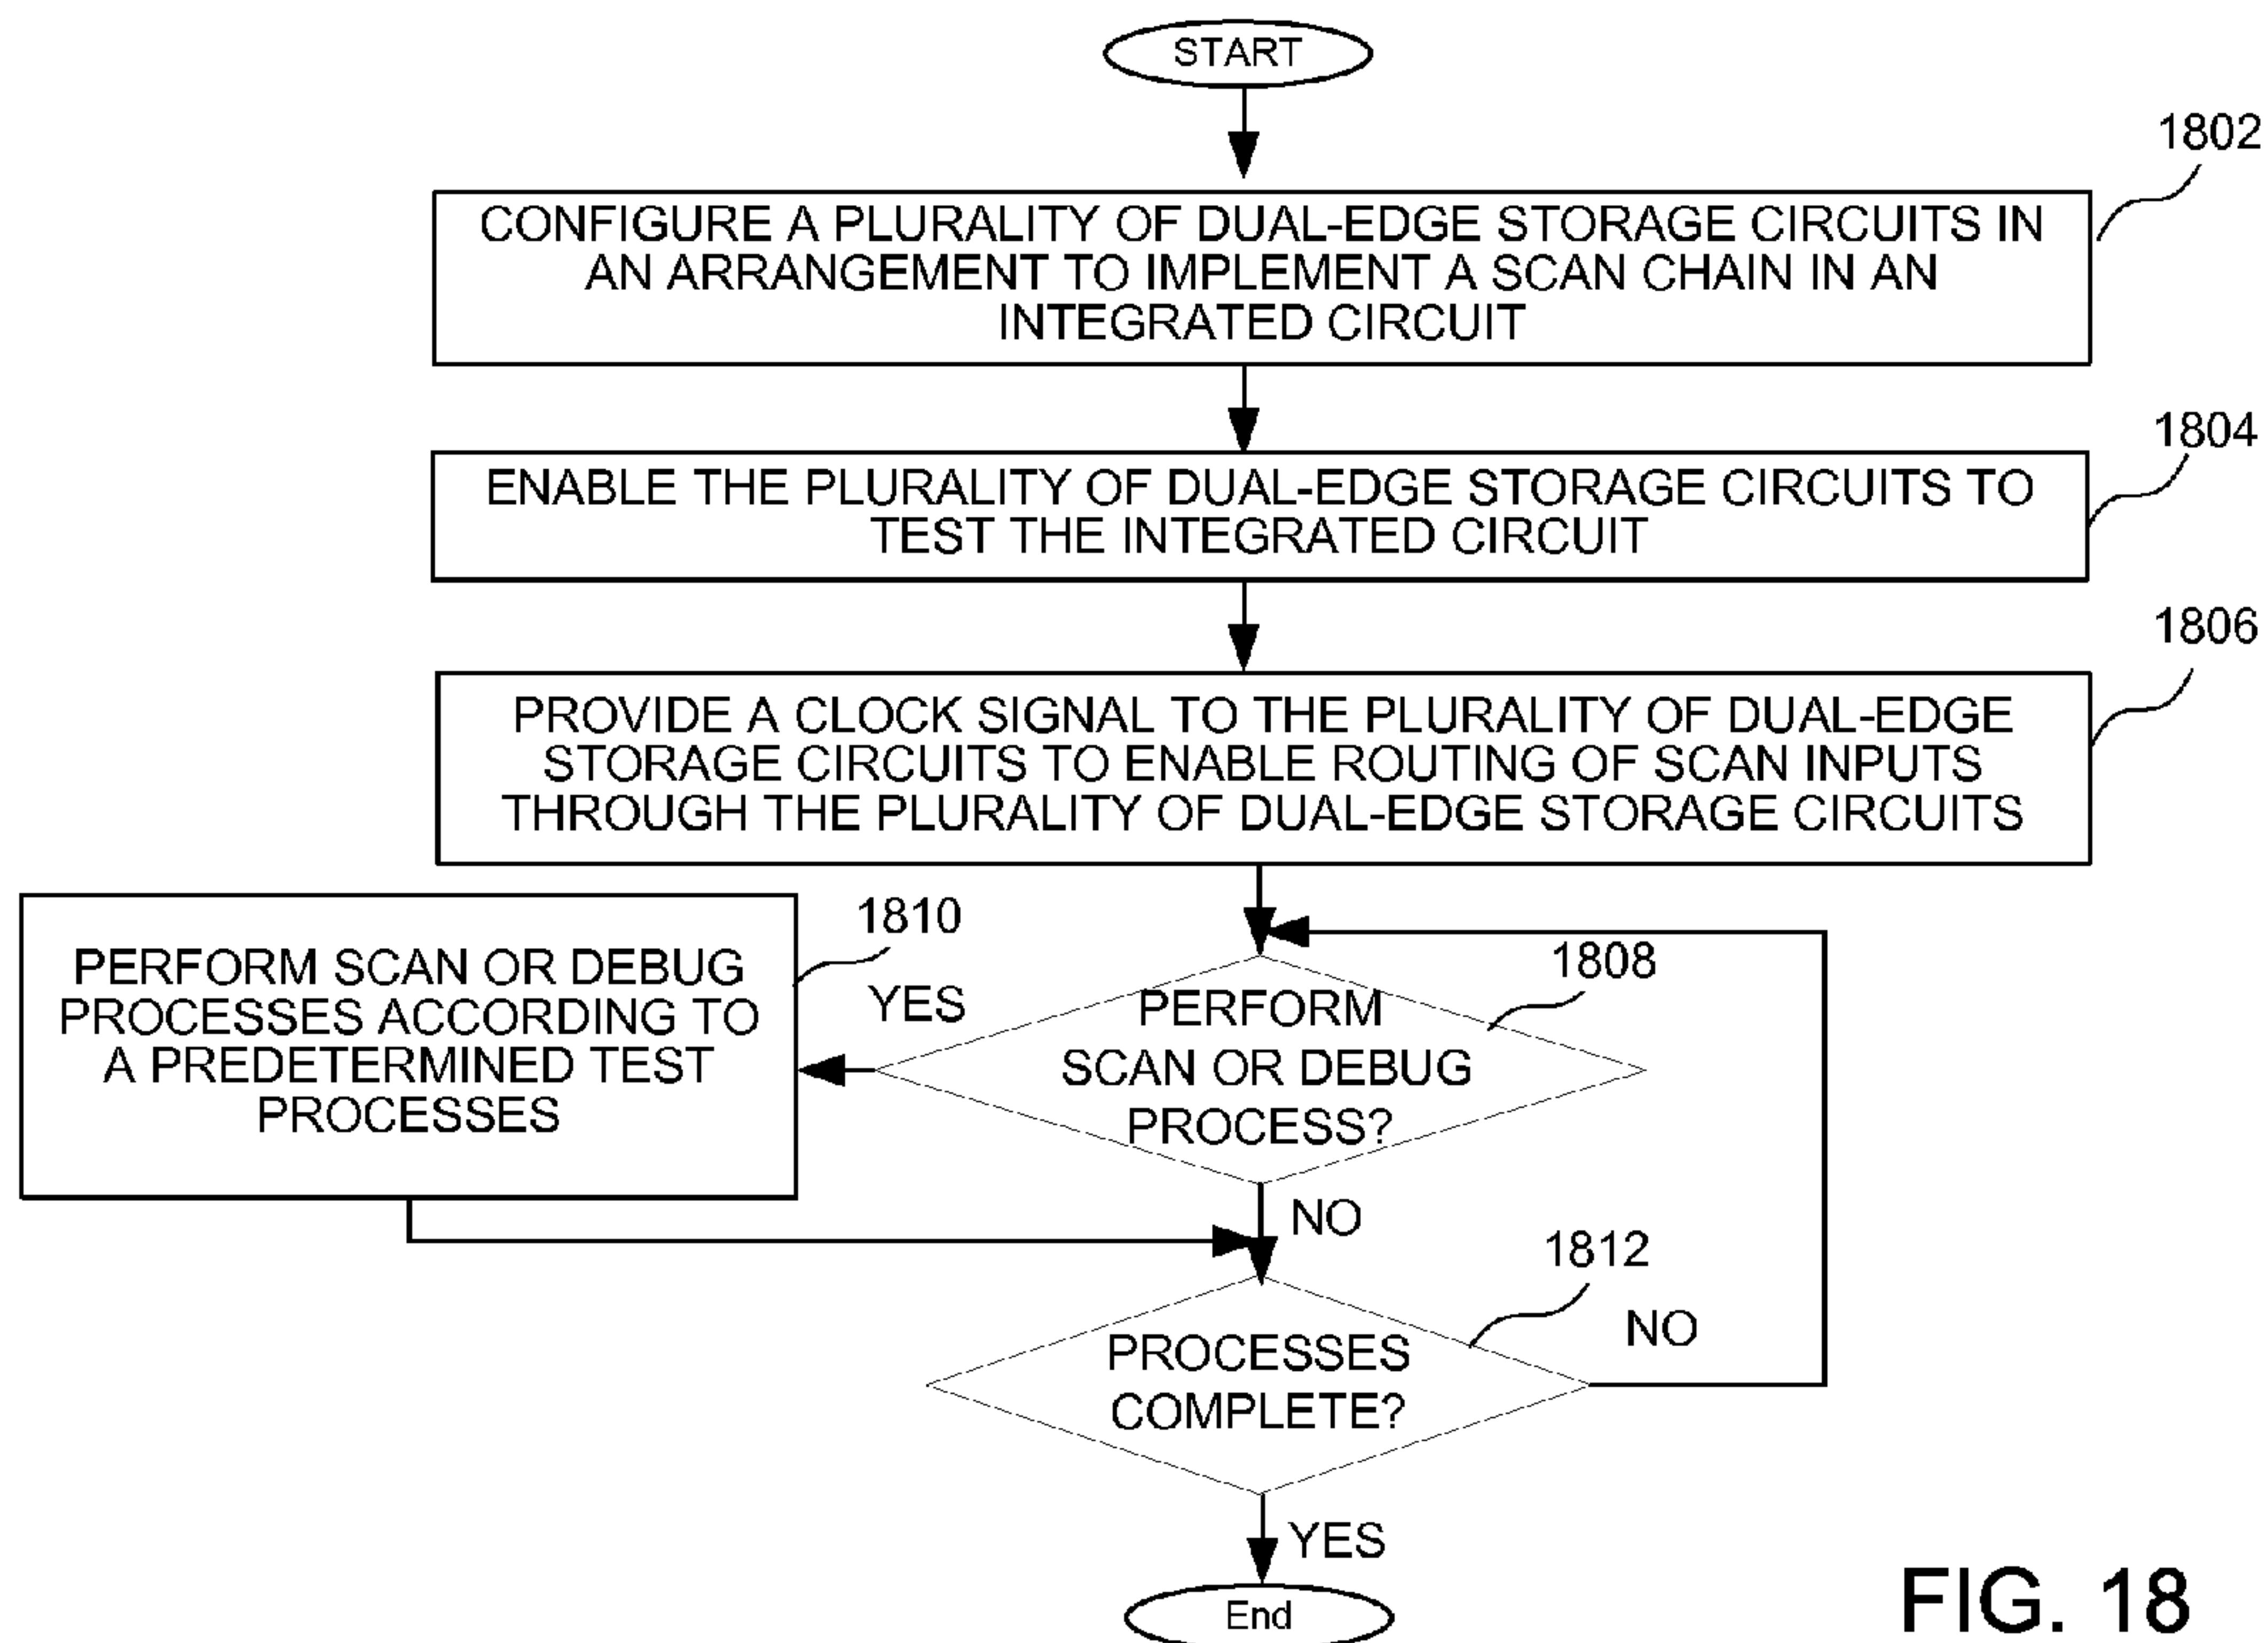 START
1802
CONFIGURE A PLURALITY OF DUAL-EDGE STORAGE CIRCUITS IN
AN ARRANGEMENT TO IMPLEMENT A SCAN CHAIN IN AN
INTEGRATED CIRCUIT
1804
ENABLE THE PLURALITY OF DUAL-EDGE STORAGE CIRCUITS TO
TEST THE INTEGRATED CIRCUIT
1806
PROVIDE A CLOCK SIGNAL TO THE PLURALITY OF DUAL-EDGE
STORAGE CIRCUITS TO ENABLE ROUTING OF SCAN INPUTS
THROUGH THE PLURALITY OF DUAL-EDGE STORAGE CIRCUITS
1808
PERFORM
SCAN OR DEBUG
PROCESS?
YES
1810
PERFORM SCAN OR DEBUG
PROCESSES ACCORDING TO
A PREDETERMINED TEST
PROCESSES
NO
1812
PROCESSES
COMPLETE?
NO
YES
End
FIG. 18